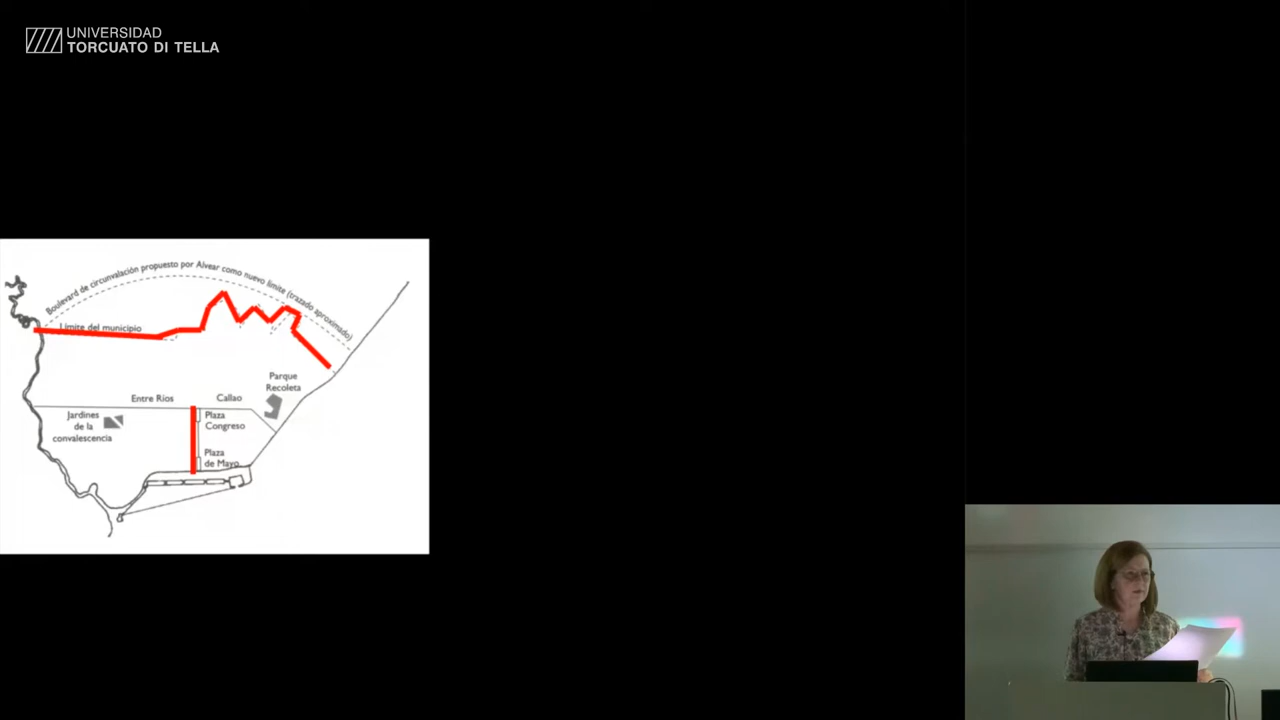 UNIVERSIDAD
TORCUATO DI TELLA
Boulevard de circunvalación propuesto por Alvear como nuevo límite (trazado aproximado)
Límite del municipio
Parque
Recoleta
Entre Ríos
Callao
Jardines
de la
convalescencia
Plaza
Congreso
Plaza
de Mayo